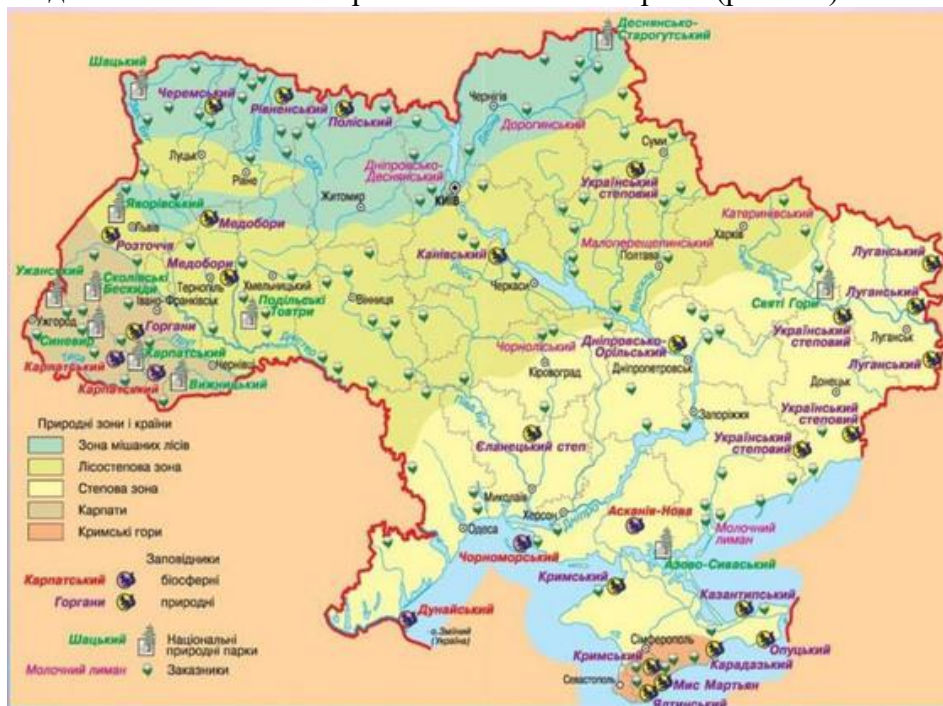 Деснянсько-
Старогутський
Шацький
Черемський
Рівненський
Поліський
Чернігів
Дорогинський
Луцьк
Рівне
Дніпровсько-
Деснянський
Житомир
КИЇВ
Суми
Український
степовий
Яворівський
Львів
Медобори
Розточчя
Катеринівський
Харків
Малоперещепинський
Полтава
Луганський
Ужанський
Сколівські
Бескиди
Медобори
Тернопіль
Хмельницький
Канівський
Черкаси
Івано-Франківськ
Подільські
Товтри
Вінниця
Святі Гори
Луганський
Ужгород
Синевир
Горгани
Карпатський
Чорноліський
Кіровоград
Дніпровсько-
Орільський
Дніпропетровськ
Український
степовий
Луганськ
Луганський
Карпатський
Карпатський
Чернівці
Вижницький
Донецьк
Запоріжжя
Український
степовий
Український
степовий
Єланецький степ
Природні зони і країни
Зона мішаних лісів
Лісостепова зона
Степова зона
Карпати
Кримські гори
Миколаїв
Херсон
Дніпро
Одеса
Асканія-Нова
Молочний
лиман
Чорноморський
Азово-Сиваський
Заповідники
Карпатський
біосферні
Горгани
природні
Шацький
Національні
природні парки
Молочний лиман
Заказники
Дунайський
о.Зміїний
(Україна)
Кримський
Казантипський
Сімферополь
Опуцький
Кримський
Карадазький
Севастополь
Мис Мартьян
Ялтинський